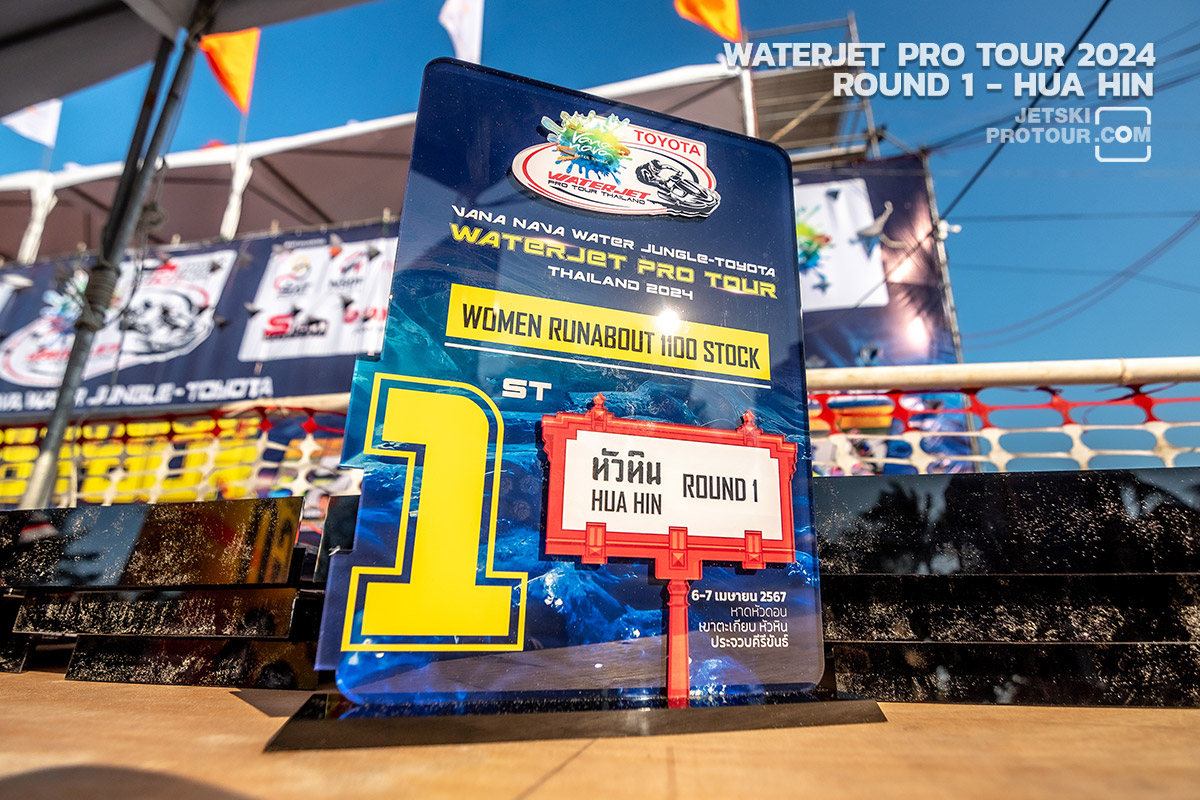 WATERJET PRO TOUR 2024
ROUND 1 - HUA HIN
JETSKI
PROTOUR.COM
vana
nava
TOYOTA
WATERJET
PRO TOUR THAILAND
VANA NAVA WATER JUNGLE-TOYOTA
WATERJET PRO TOUR
THAILAND 2024
WOMEN RUNABOUT 1100 STOCK
1ST
หัวหิน
HUA HIN
ROUND 1
6-7 เมษายน 2567
หาดหัวดอน
เขาตะเกียบ หัวหิน
ประจวบคีรีขันธ์
WATER JUNGLE-TOYOTA